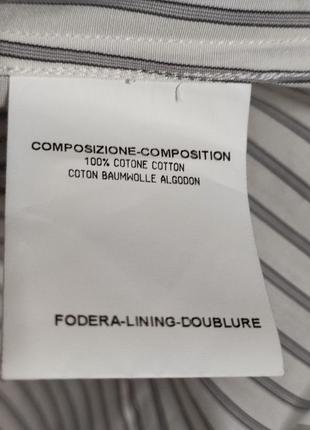 COMPOSIZIONE-COMPOSITION
100% COTONE COTTON
COTON BAUMWOLLE ALGODON
FODERA-LINING-DOUBLURE